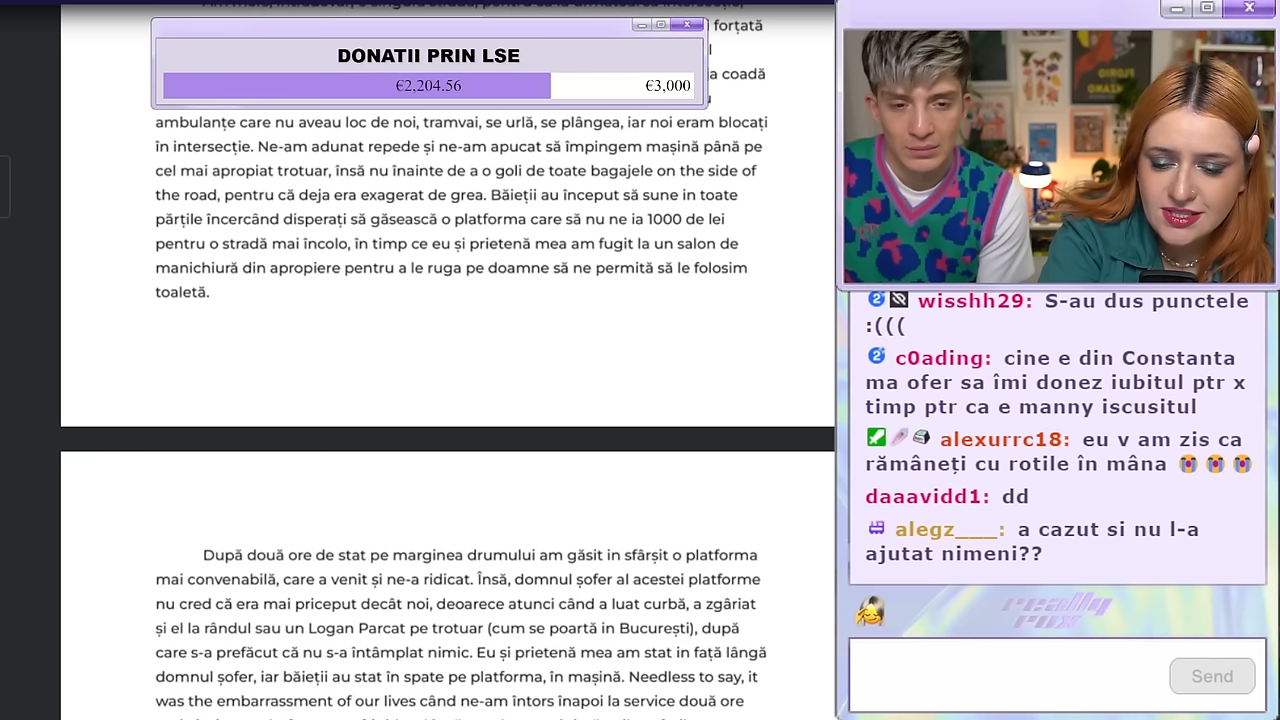 forțată
DONATII PRIN LSE
la coadă
€2,204.56
€3,000
ambulanțe care nu aveau loc de noi, tramvai, se urlă, se plângea, iar noi eram blocați
în intersecție. Ne-am adunat repede și ne-am apucat să împingem mașină până pe
cel mai apropiat trotuar, însă nu înainte de a o goli de toate bagajele on the side of
the road, pentru că deja era exagerat de grea. Băieții au început să sune in toate
părțile încercând disperați să găsească o platforma care să nu ne ia 1000 de lei
pentru o stradă mai încolo, în timp ce eu și prietenă mea am fugit la un salon de
manichiură din apropiere pentru a le ruga pe doamne să ne permită să le folosim
toaletă.
După două ore de stat pe marginea drumului am găsit in sfârșit o platforma
mai convenabilă, care a venit și ne-a ridicat. Însă, domnul șofer al acestei platforme
nu cred că era mai priceput decât noi, deoarece atunci când a luat curbă, a zgâriat
și el la rândul sau un Logan Parcat pe trotuar (cum se poartă in București), după
care s-a prefăcut că nu s-a întâmplat nimic. Eu și prietenă mea am stat in față lângă
domnul șofer, iar băieții au stat în spate pe platforma, în mașină. Needless to say, it
was the embarrassment of our lives când ne-am întors înapoi la service două ore
wisshh29: S-au dus punctele
:(((
c0ading: cine e din Constanta
ma ofer sa îmi donez iubitul ptr x
timp ptr ca e manny iscusitul
alexurrc18: eu v am zis ca
rămâneți cu rotile în mâna 😭 😭 😭
daaavidd1: dd
alegz___: a cazut si nu l-a
ajutat nimeni??
really
rux
Send